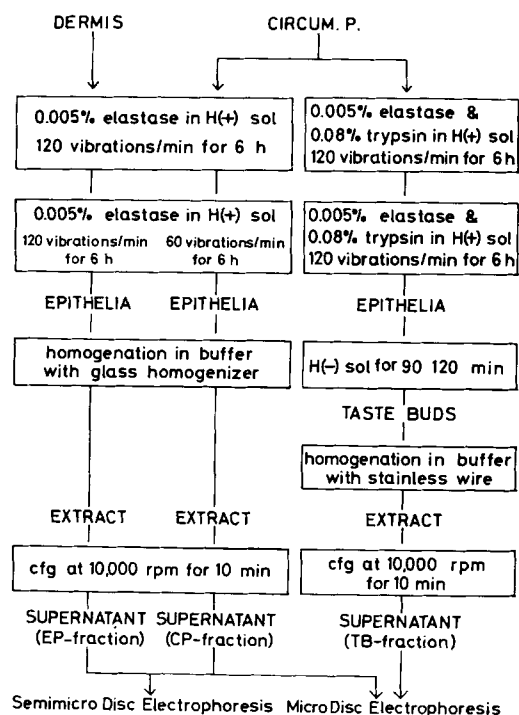 DERMIS
CIRCUM. P.
0.005% elastase in H(+) sol
120 vibrations/min for 6 h
0.005% elastase &
0.08% trypsin in H(+) sol
120 vibrations/min for 6h
0.005% elastase in H(+) sol
120 vibrations/min
for 6 h
60 vibrations/min
for 6 h
0.005% elastase &
0.08% trypsin in H(+) sol
120 vibrations/min for 6h
EPITHELIA
EPITHELIA
EPITHELIA
homogenation in buffer
with glass homogenizer
H(-) sol for 90 120 min
TASTE BUDS
homogenation in buffer
with stainless wire
EXTRACT
EXTRACT
EXTRACT
cfg at 10,000 rpm for 10 min
cfg at 10,000 rpm
for 10 min
SUPERNATANT
(EP-fraction)
SUPERNATANT
(CP-fraction)
SUPERNATANT
(TB-fraction)
Semimicro Disc Electrophoresis
Micro Disc Electrophoresis